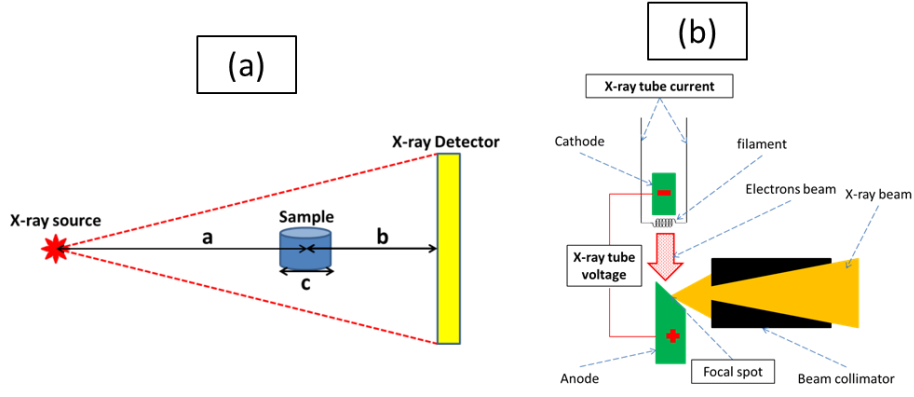 (a)
X-ray Detector
X-ray source
Sample
a
b
c
(b)
X-ray tube current
Cathode
filament
Electrons beam
X-ray beam
X-ray tube
voltage
Anode
Focal spot
Beam collimator